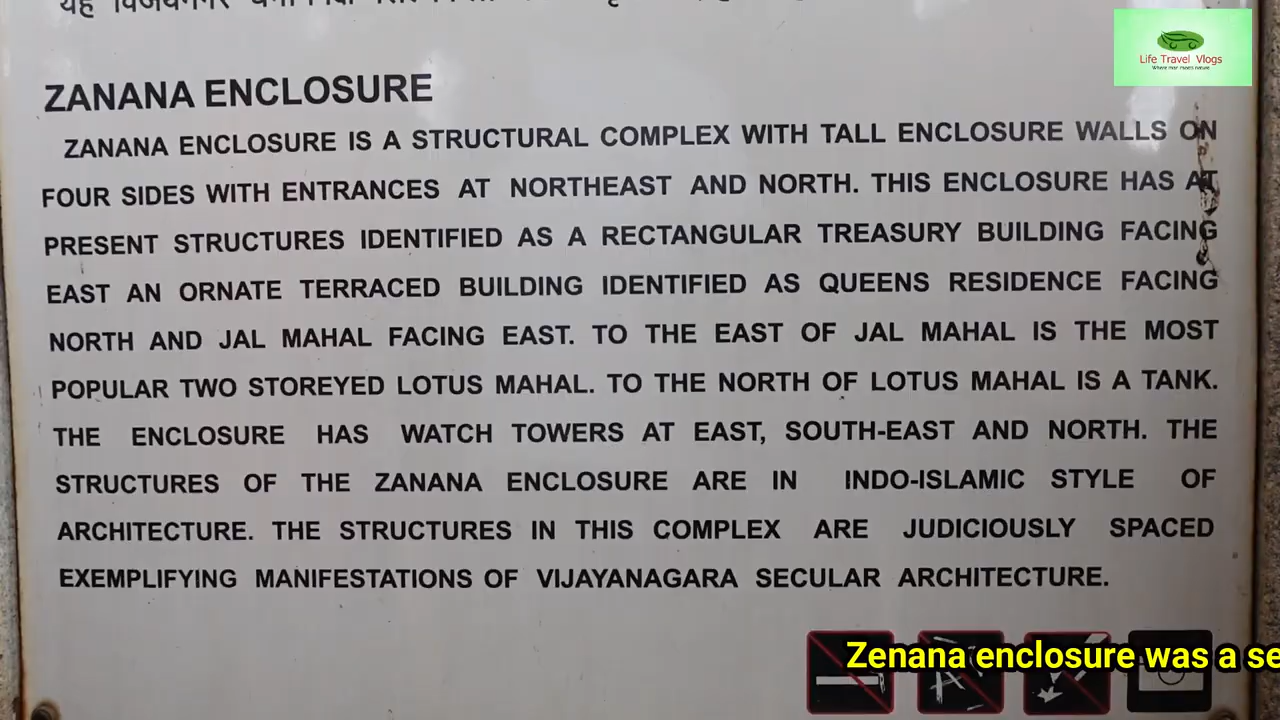 यह विजयनगर
Life Travel Vlogs
Where man meets nature
ZANANA ENCLOSURE
ZANANA ENCLOSURE IS A STRUCTURAL COMPLEX WITH TALL ENCLOSURE WALLS ON
FOUR SIDES WITH ENTRANCES AT NORTHEAST AND NORTH. THIS ENCLOSURE HAS AT
PRESENT STRUCTURES IDENTIFIED AS A RECTANGULAR TREASURY BUILDING FACING
EAST AN ORNATE TERRACED BUILDING IDENTIFIED AS QUEENS RESIDENCE FACING
NORTH AND JAL MAHAL FACING EAST. TO THE EAST OF JAL MAHAL IS THE MOST
POPULAR TWO STOREYED LOTUS MAHAL. TO THE NORTH OF LOTUS MAHAL IS A TANK.
THE ENCLOSURE HAS WATCH TOWERS AT EAST, SOUTH-EAST AND NORTH. THE
STRUCTURES OF THE ZANANA ENCLOSURE ARE IN INDO-ISLAMIC STYLE OF
ARCHITECTURE. THE STRUCTURES IN THIS COMPLEX ARE JUDICIOUSLY SPACED
EXEMPLIFYING MANIFESTATIONS OF VIJAYANAGARA SECULAR ARCHITECTURE.
Zenana enclosure was a se